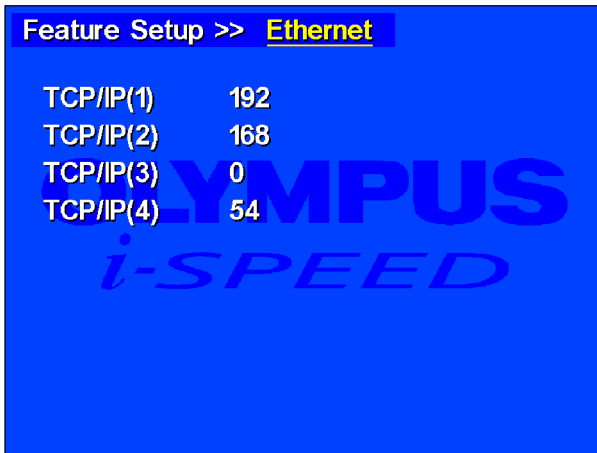 Feature Setup >> Ethernet
TCP/IP(1) 192
TCP/IP(2) 168
TCP/IP(3) 0
TCP/IP(4) 54
OLYMPUS
i-SPEED